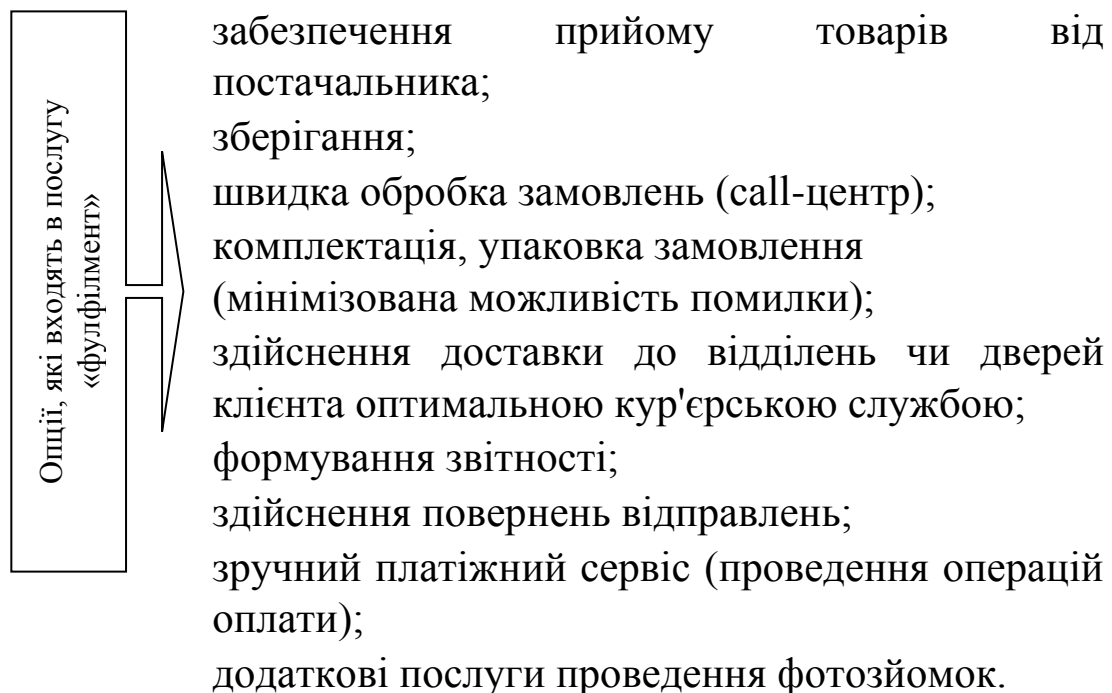 Опції, які входять в послугу
«фулфілмент»
забезпечення прийому товарів від
постачальника;
зберігання;
швидка обробка замовлень (call-центр);
комплектація, упаковка замовлення
(мінімізована можливість помилки);
здійснення доставки до відділень чи дверей
клієнта оптимальною кур'єрською службою;
формування звітності;
здійснення повернень відправлень;
зручний платіжний сервіс (проведення операцій
оплати);
додаткові послуги проведення фотозйомок.